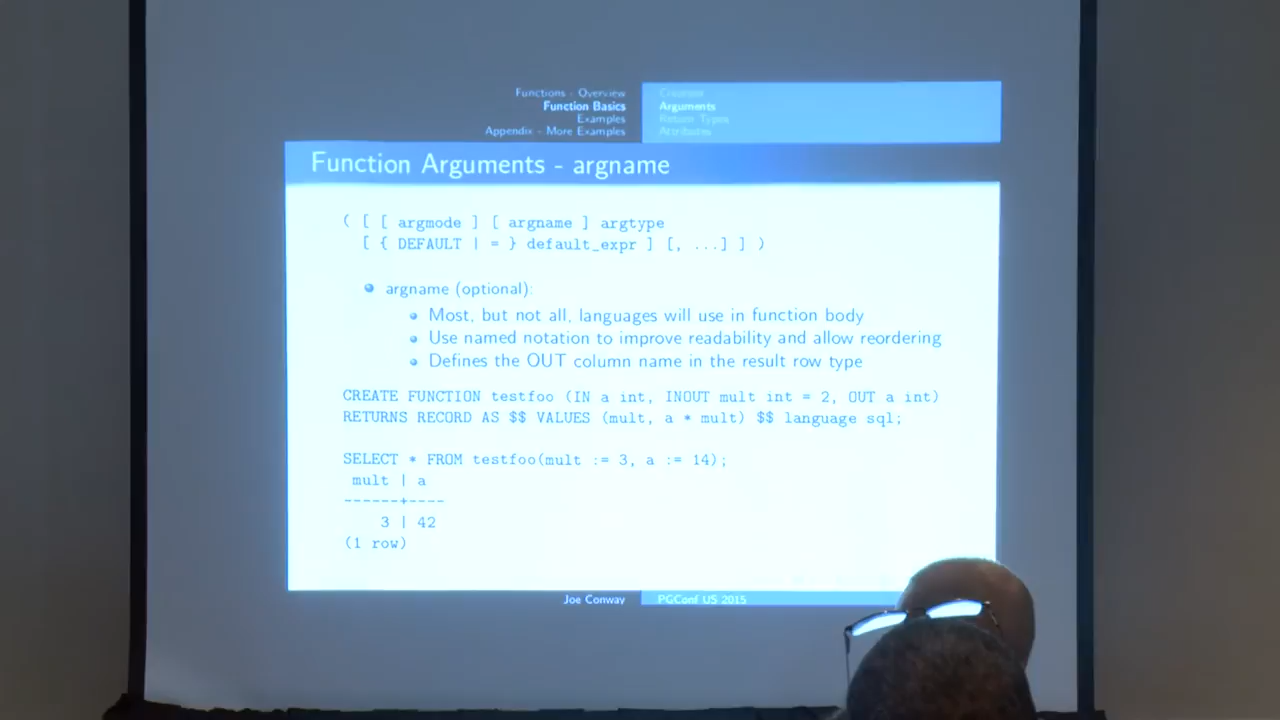 Functions - Overview
Function Basics
Examples
Appendix - More Examples
Creation
Arguments
Return Types
Attributes
Function Arguments - argname
( [ [ argmode ] [ argname ] argtype
[ { DEFAULT | = } default_expr ] [, ...] ] )
argname (optional):
Most, but not all, languages will use in function body
Use named notation to improve readability and allow reordering
Defines the OUT column name in the result row type
CREATE FUNCTION testfoo (IN a int, INOUT mult int = 2, OUT a int)
RETURNS RECORD AS $$ VALUES (mult, a * mult) $$ language sql;
SELECT * FROM testfoo(mult := 3, a := 14);
mult | a
------+----
3 | 42
(1 row)
Joe Conway
PGConf US 2015